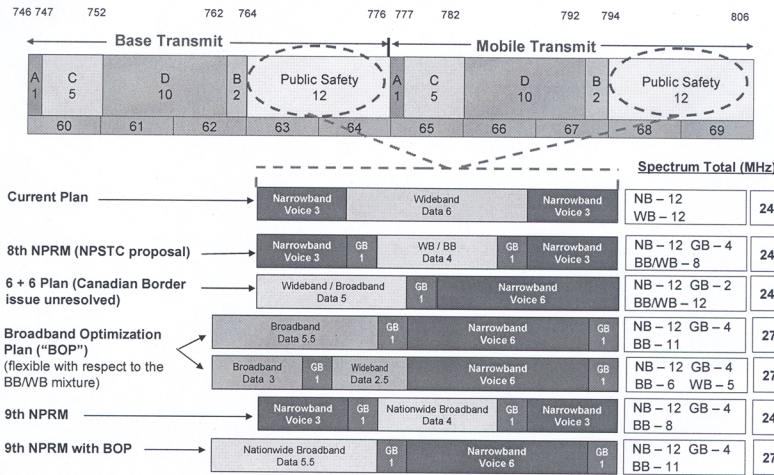 746 747 752 762 764 776 777 782 792 794 806
Base Transmit Mobile Transmit
A 1
C 5
D 10
B 2
Public Safety 12
A 1
C 5
D 10
B 2
Public Safety 12
60 61 62 63 64 65 66 67 68 69
Spectrum Total (MHz)
Current Plan
Narrowband Voice 3
Wideband Data 6
Narrowband Voice 3
NB – 12
WB – 12
24
8th NPRM (NPSTC proposal)
Narrowband Voice 3
GB 1
WB / BB Data 4
GB 1
Narrowband Voice 3
NB – 12 GB – 4
BB/WB – 8
24
6 + 6 Plan (Canadian Border
issue unresolved)
Wideband / Broadband Data 5
GB 1
Narrowband Voice 6
NB – 12 GB – 2
BB/WB – 12
24
Broadband Optimization
Plan ("BOP")
(flexible with respect to the
BB/WB mixture)
Broadband Data 5.5
GB 1
Narrowband Voice 6
GB 1
NB – 12 GB – 4
BB – 11
27
Broadband Data 3
GB 1
Wideband Data 2.5
Narrowband Voice 6
GB 1
NB – 12 GB – 4
BB – 6 WB – 5
27
9th NPRM
Narrowband Voice 3
GB 1
Nationwide Broadband Data 4
GB 1
Narrowband Voice 3
NB – 12 GB – 4
BB – 8
24
9th NPRM with BOP
Nationwide Broadband Data 5.5
GB 1
Narrowband Voice 6
GB 1
NB – 12 GB – 4
BB – 11
27